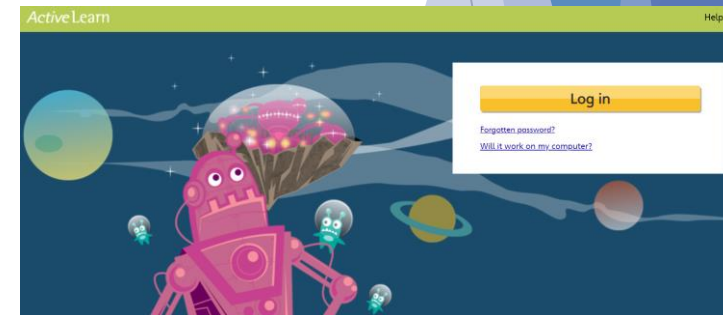 ActiveLearn
Help
Log in
Forgotten password?
Will it work on my computer?